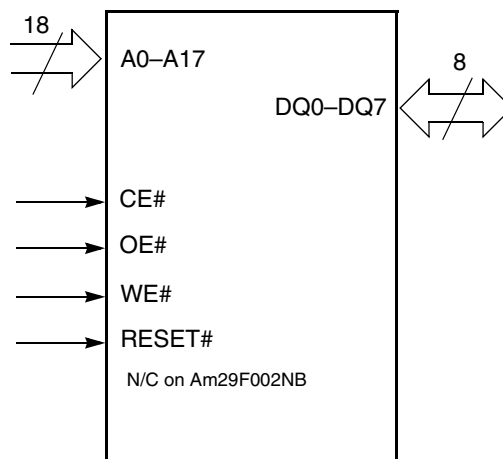 18
A0–A17
8
DQ0–DQ7
CE#
OE#
WE#
RESET#
N/C on Am29F002NB